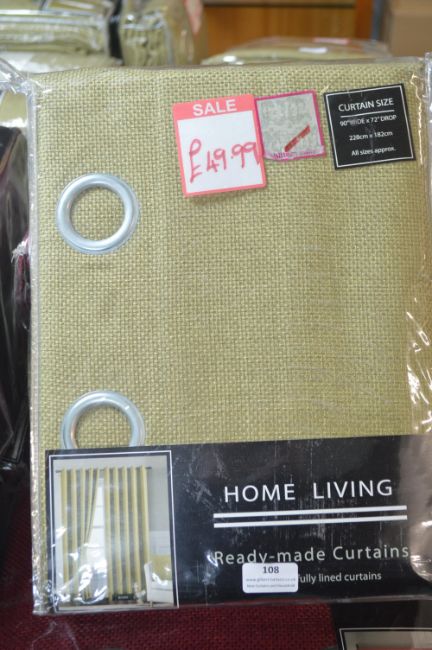 SALE
£49.99
CURTAIN SIZE
90" WIDE x 72" DROP
228cm x 182cm
All sizes approx.
HOME LIVING
Ready-made Curtains
108
fully lined curtains